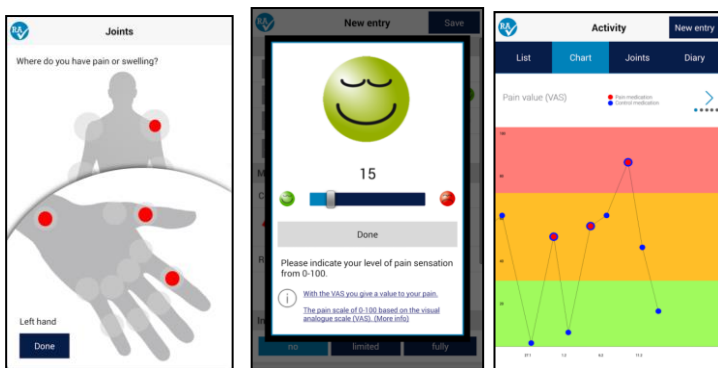 RA
Joints
Where do you have pain or swelling?
Left hand
Done
RA
New entry
Save
15
Done
Please indicate your level of pain sensation
from 0-100.
i
With the VAS you give a value to your pain.
The pain scale of 0-100 based on the visual
analogue scale (VAS). (More info)
no
limited
fully
RA
Activity
New entry
List
Chart
Joints
Diary
Pain value (VAS)
Pain medication
Control medication